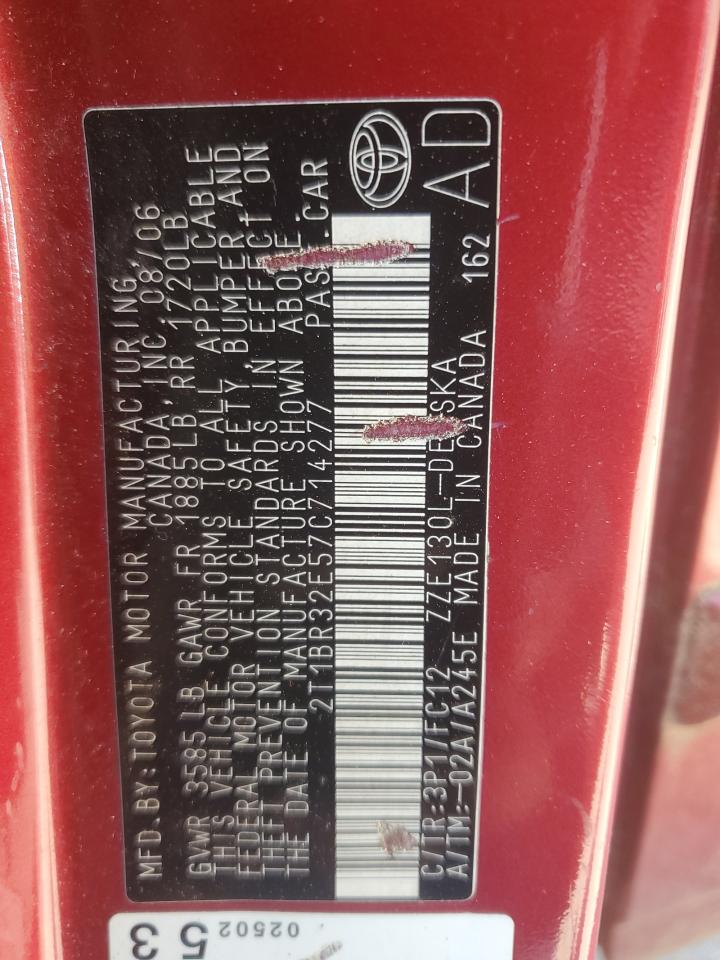 MFD.BY:TOYOTA MOTOR MANUFACTURING
CANADA,INC. 08/06
GVWR 3585LB GAWR FR 1885LB,RR 1720LB
THIS VEHICLE CONFORMS TO ALL APPLICABLE
FEDERAL MOTOR VEHICLE SAFETY, BUMPER AND
THEFT PREVENTION STANDARDS IN EFFECT ON
THE DATE OF MANUFACTURE SHOWN ABOVE.
2T1BR32E57C714277 PASS.CAR
C/TR:3P1/FC12 ZZE130L-DE SKA
A/TM:-02A/A245E MADE IN CANADA 162
AD
02502
53